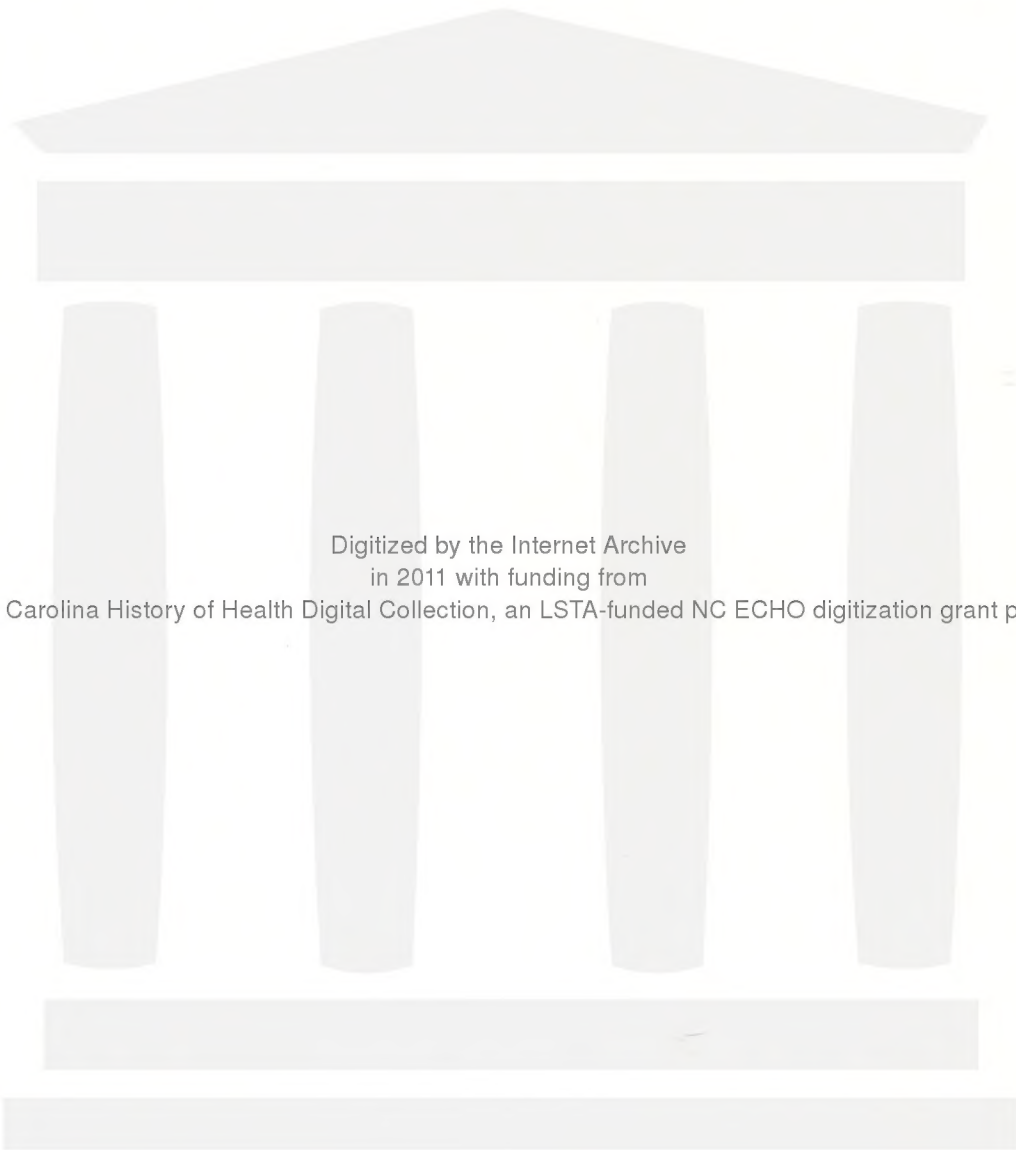 Digitized by the Internet Archive
in 2011 with funding from
Carolina History of Health Digital Collection, an LSTA-funded NC ECHO digitization grant p